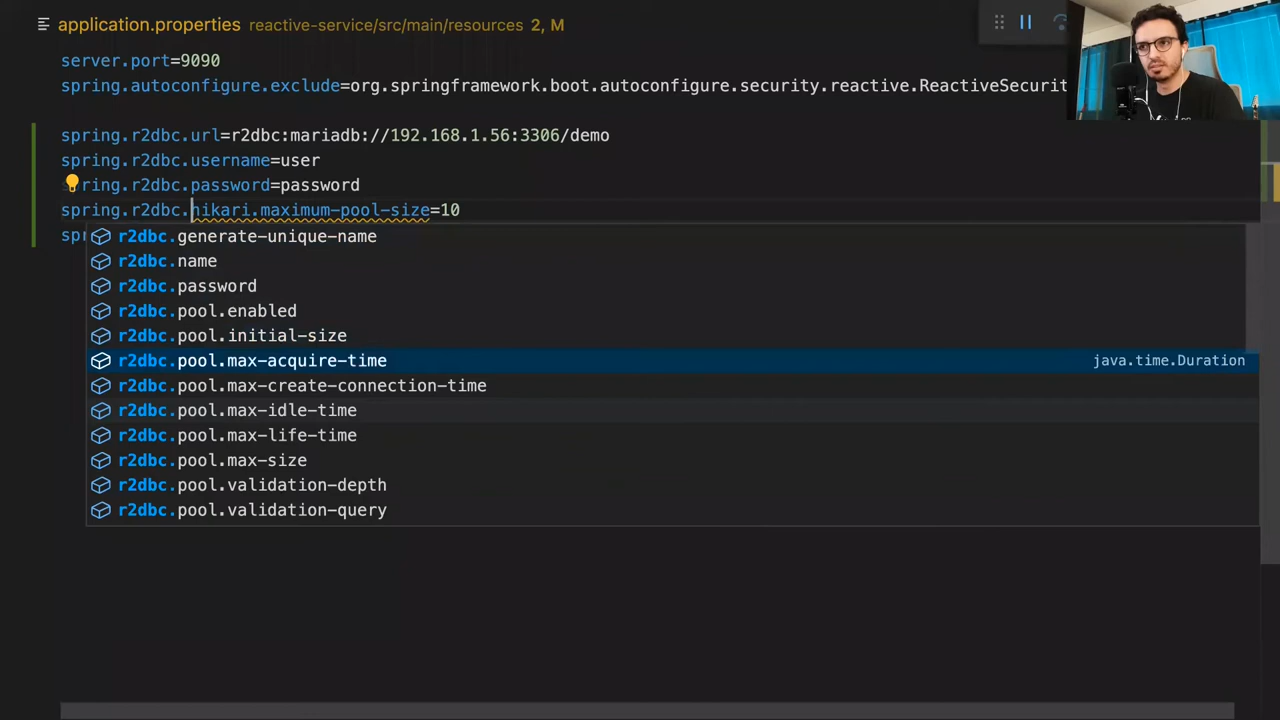 application.properties reactive-service/src/main/resources 2, M
server.port=9090
spring.autoconfigure.exclude=org.springframework.boot.autoconfigure.security.reactive.ReactiveSecurit
spring.r2dbc.url=r2dbc:mariadb://192.168.1.56:3306/demo
spring.r2dbc.username=user
spring.r2dbc.password=password
spring.r2dbc.hikari.maximum-pool-size=10
spr
r2dbc.generate-unique-name
r2dbc.name
r2dbc.password
r2dbc.pool.enabled
r2dbc.pool.initial-size
r2dbc.pool.max-acquire-time java.time.Duration
r2dbc.pool.max-create-connection-time
r2dbc.pool.max-idle-time
r2dbc.pool.max-life-time
r2dbc.pool.max-size
r2dbc.pool.validation-depth
r2dbc.pool.validation-query